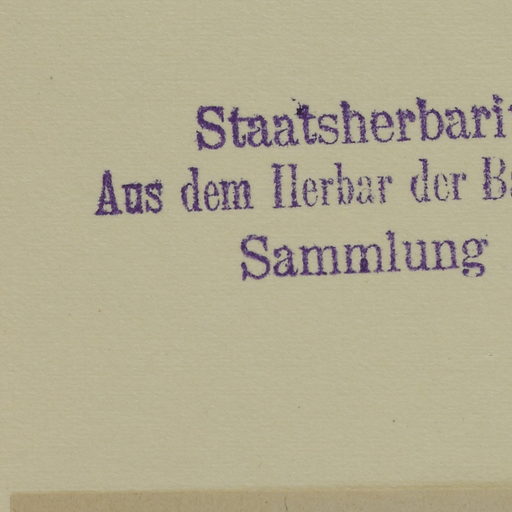 Staatsherbari
Aus dem Herbar der B
Sammlung